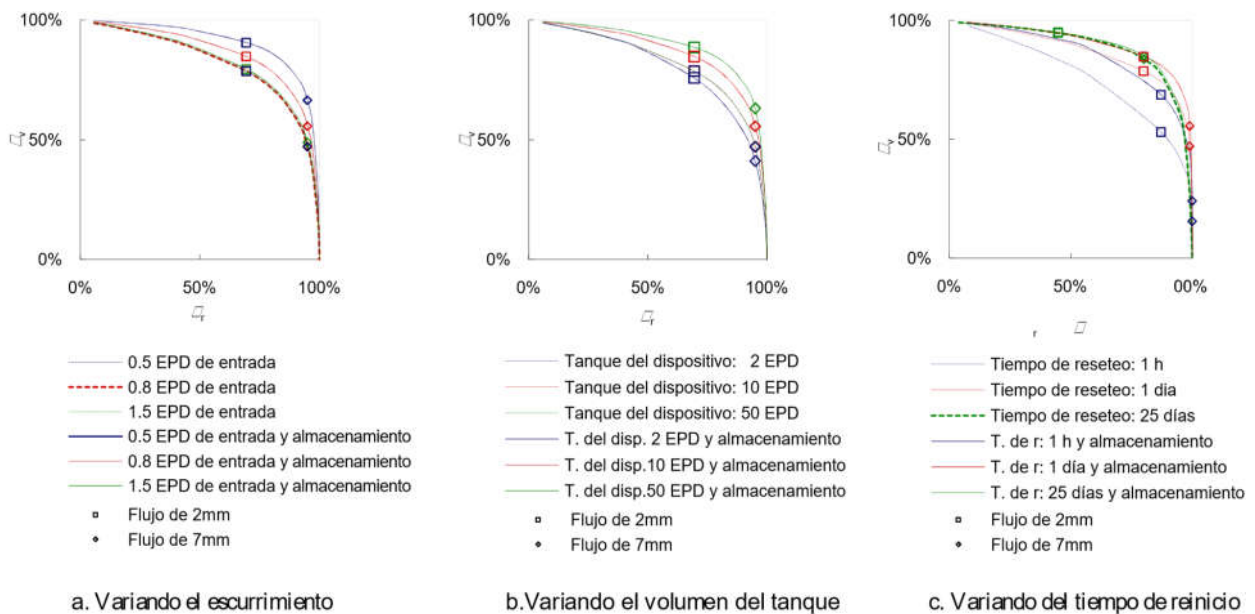 100%
50%
0%
0% 50% 100%
0.5 EPD de entrada
0.8 EPD de entrada
1.5 EPD de entrada
0.5 EPD de entrada y almacenamiento
0.8 EPD de entrada y almacenamiento
1.5 EPD de entrada y almacenamiento
Flujo de 2mm
Flujo de 7mm
a. Variando el escurrimiento
100%
50%
0%
0% 50% 100%
Tanque del dispositivo: 2 EPD
Tanque del dispositivo: 10 EPD
Tanque del dispositivo: 50 EPD
T. del disp. 2 EPD y almacenamiento
T. del disp.10 EPD y almacenamiento
T. del disp.50 EPD y almacenamiento
Flujo de 2mm
Flujo de 7mm
b.Variando el volumen del tanque
100%
50%
0%
0% 50% 00%
r
Tiempo de reseteo: 1 h
Tiempo de reseteo: 1 dia
Tiempo de reseteo: 25 días
T. de r: 1 h y almacenamiento
T. de r: 1 día y almacenamiento
T. de r: 25 días y almacenamiento
Flujo de 2mm
Flujo de 7mm
c. Variando del tiempo de reinicio